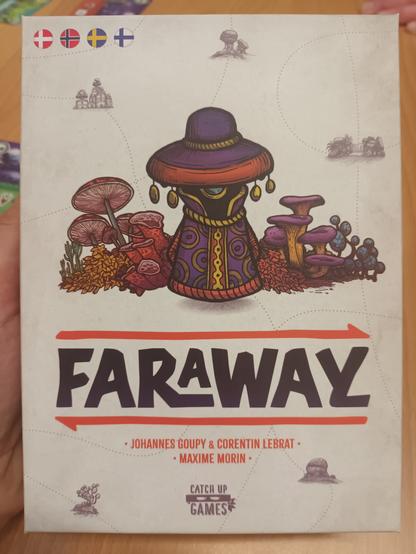 FARAWAY
• JOHANNES GOUPY & CORENTIN LEBRAT •
• MAXIME MORIN •
CATCH UP
GAMES